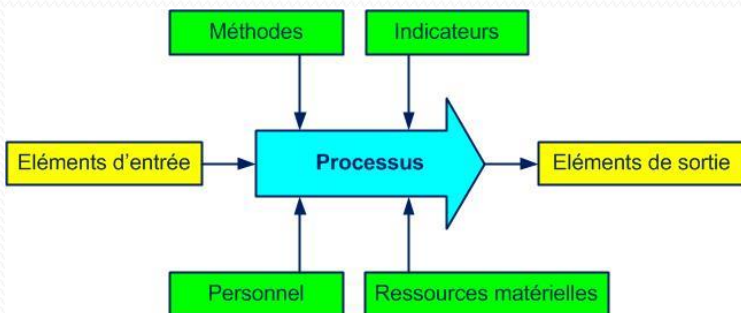 Méthodes
Indicateurs
Eléments d'entrée
Processus
Eléments de sortie
Personnel
Ressources matérielles